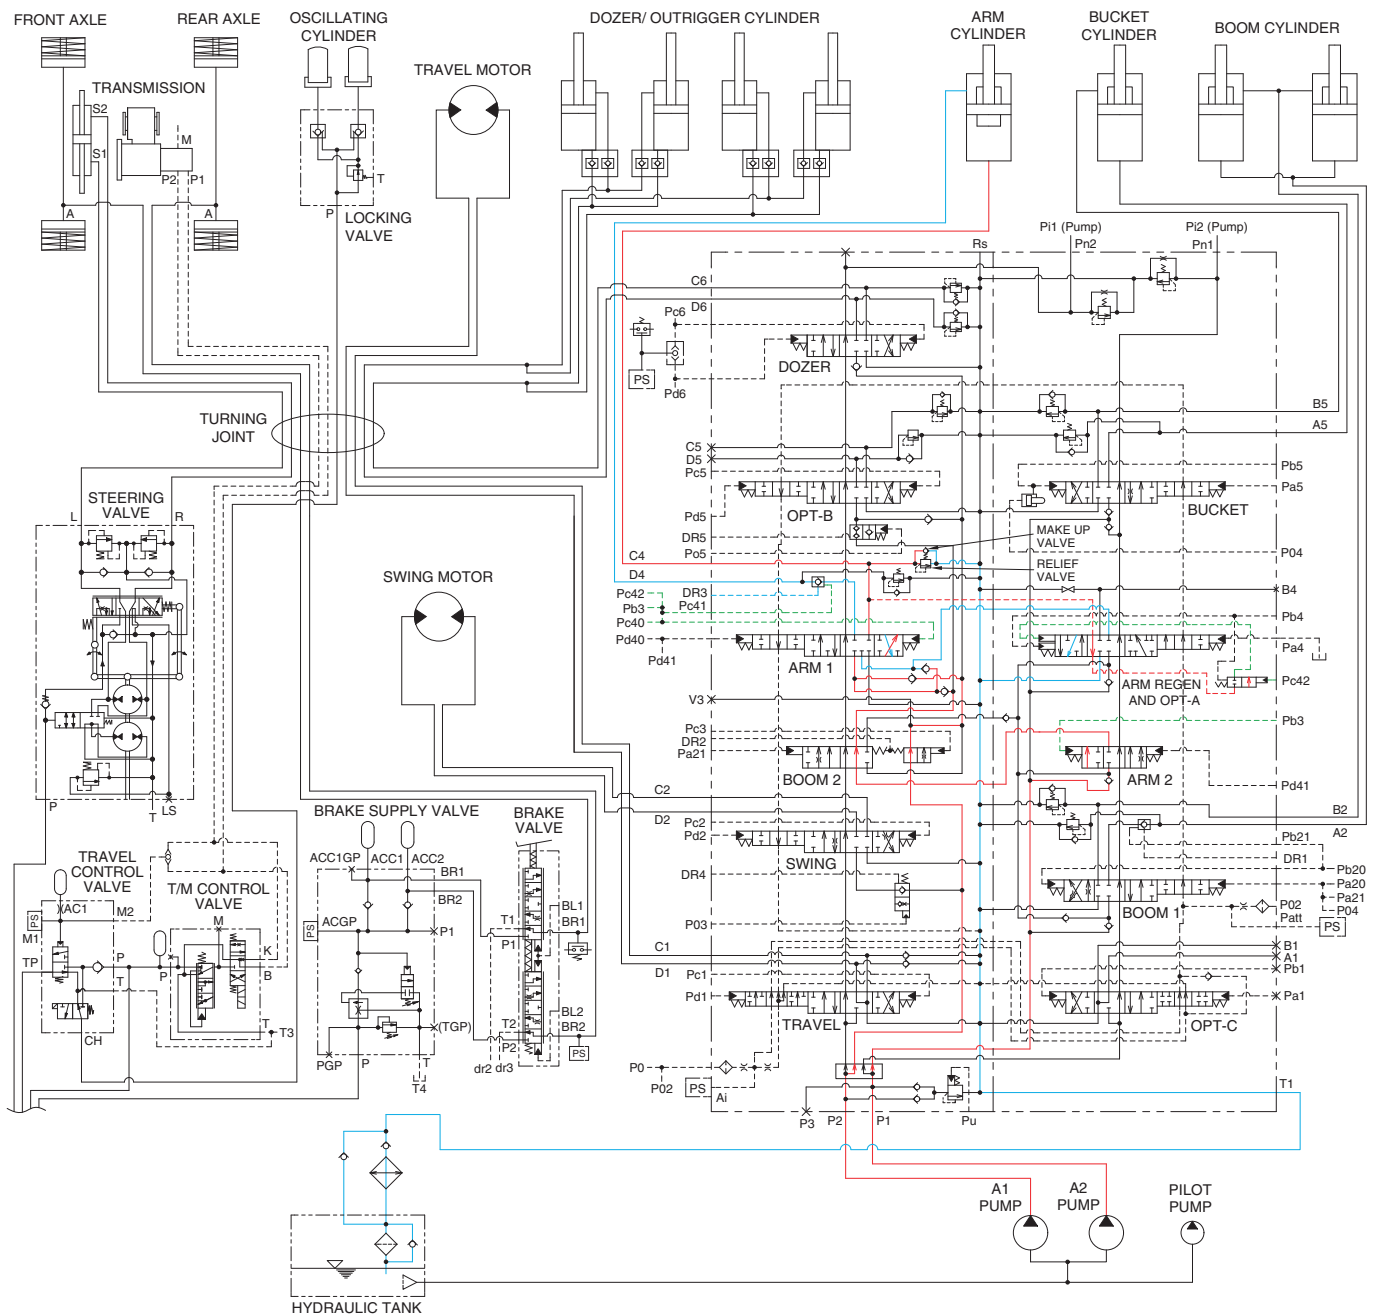 FRONT AXLE
REAR AXLE
OSCILLATING
CYLINDER
DOZER/ OUTRIGGER CYLINDER
ARM
CYLINDER
BUCKET
CYLINDER
BOOM CYLINDER
TRANSMISSION
TRAVEL MOTOR
S2
S1
M
P2
P1
T
P
A
A
LOCKING
VALVE
Pi1 (Pump)
Pn2
Pi2 (Pump)
Pn1
Rs
C6
D6
Pc6
PS
Pd6
DOZER
TURNING
JOINT
B5
A5
C5
D5
Pc5
Pb5
Pa5
OPT-B
BUCKET
Pd5
DR5
Po5
MAKE UP
VALVE
RELIEF
VALVE
P04
STEERING
VALVE
L
R
SWING MOTOR
C4
D4
Pc42
Pb3
DR3
Pc41
Pc40
Pd40
Pd41
B4
Pb4
Pa4
Pc42
ARM 1
ARM REGEN
AND OPT-A
V3
Pc3
DR2
Pa21
Pb3
BOOM 2
ARM 2
Pd41
C2
D2
Pc2
Pd2
B2
A2
Pb21
DR1
SWING
DR4
P03
Pb20
Pa20
Pa21
P04
BOOM 1
P02
Patt
PS
P
T
LS
BRAKE SUPPLY VALVE
BRAKE
VALVE
ACC1GP
ACC1
ACC2
BR1
BR2
ACGP
PS
P1
T1
P1
BL1
BR1
T2
P2
BL2
BR2
PS
dr2
dr3
(TGP)
PGP
P
T
T4
TRAVEL
CONTROL
VALVE
T/M CONTROL
VALVE
AC1
M2
PS
M1
TP
P
T
CH
M
K
B
P
T
T3
C1
D1
Pc1
Pd1
B1
A1
Pb1
Pa1
TRAVEL
OPT-C
P0
P02
PS
Ai
P3
P2
P1
Pu
T1
A1
PUMP
A2
PUMP
PILOT
PUMP
HYDRAULIC TANK